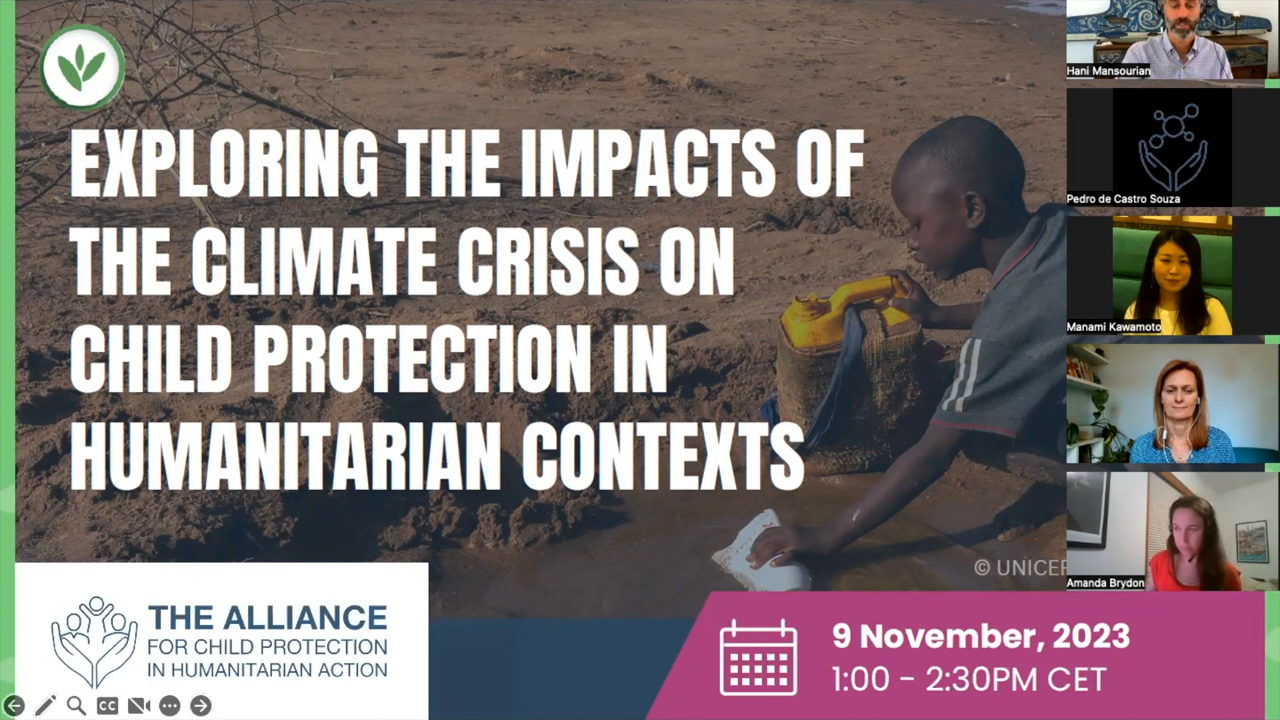 EXPLORING THE IMPACTS OF
THE CLIMATE CRISIS ON
CHILD PROTECTION IN
HUMANITARIAN CONTEXTS
© UNICEF
THE ALLIANCE
FOR CHILD PROTECTION
IN HUMANITARIAN ACTION
9 November, 2023
1:00 - 2:30PM CET
CC
Hani Mansourian
Pedro de Castro Souza
Manami Kawamoto
Amanda Brydon